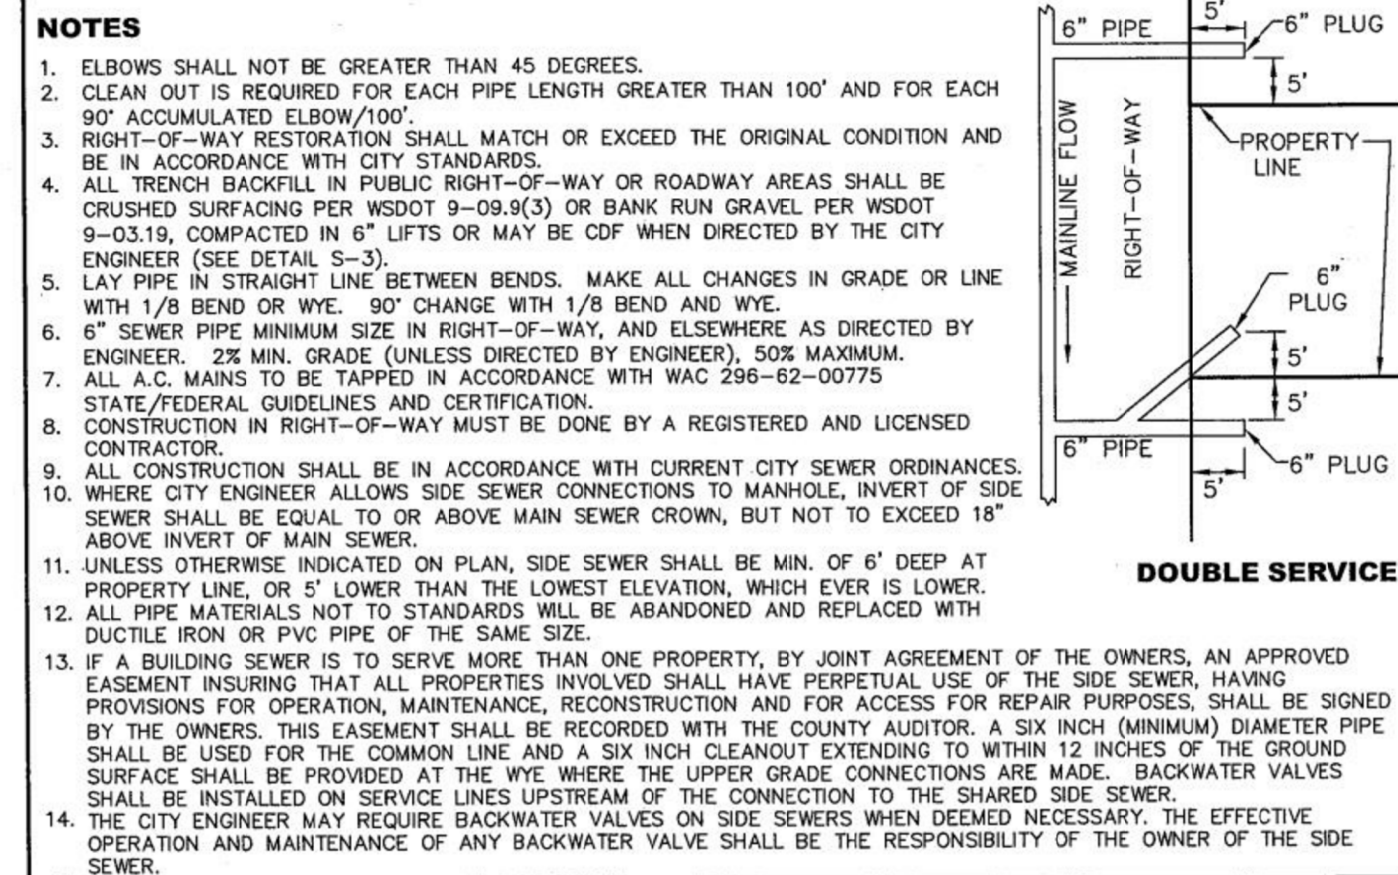 NOTES
1. ELBOWS SHALL NOT BE GREATER THAN 45 DEGREES.
2. CLEAN OUT IS REQUIRED FOR EACH PIPE LENGTH GREATER THAN 100' AND FOR EACH
90° ACCUMULATED ELBOW/100'.
3. RIGHT-OF-WAY RESTORATION SHALL MATCH OR EXCEED THE ORIGINAL CONDITION AND
BE IN ACCORDANCE WITH CITY STANDARDS.
4. ALL TRENCH BACKFILL IN PUBLIC RIGHT-OF-WAY OR ROADWAY AREAS SHALL BE
CRUSHED SURFACING PER WSDOT 9-09.9(3) OR BANK RUN GRAVEL PER WSDOT
9-03.19, COMPACTED IN 6" LIFTS OR MAY BE CDF WHEN DIRECTED BY THE CITY
ENGINEER (SEE DETAIL S-3).
5. LAY PIPE IN STRAIGHT LINE BETWEEN BENDS. MAKE ALL CHANGES IN GRADE OR LINE
WITH 1/8 BEND OR WYE. 90° CHANGE WITH 1/8 BEND AND WYE.
6. 6" SEWER PIPE MINIMUM SIZE IN RIGHT-OF-WAY, AND ELSEWHERE AS DIRECTED BY
ENGINEER. 2% MIN. GRADE (UNLESS DIRECTED BY ENGINEER), 50% MAXIMUM.
7. ALL A.C. MAINS TO BE TAPPED IN ACCORDANCE WITH WAC 296-62-00775
STATE/FEDERAL GUIDELINES AND CERTIFICATION.
8. CONSTRUCTION IN RIGHT-OF-WAY MUST BE DONE BY A REGISTERED AND LICENSED
CONTRACTOR.
9. ALL CONSTRUCTION SHALL BE IN ACCORDANCE WITH CURRENT CITY SEWER ORDINANCES.
10. WHERE CITY ENGINEER ALLOWS SIDE SEWER CONNECTIONS TO MANHOLE, INVERT OF SIDE
SEWER SHALL BE EQUAL TO OR ABOVE MAIN SEWER CROWN, BUT NOT TO EXCEED 18"
ABOVE INVERT OF MAIN SEWER.
11. UNLESS OTHERWISE INDICATED ON PLAN, SIDE SEWER SHALL BE MIN. OF 6' DEEP AT
PROPERTY LINE, OR 5' LOWER THAN THE LOWEST ELEVATION, WHICH EVER IS LOWER.
12. ALL PIPE MATERIALS NOT TO STANDARDS WILL BE ABANDONED AND REPLACED WITH
DUCTILE IRON OR PVC PIPE OF THE SAME SIZE.
13. IF A BUILDING SEWER IS TO SERVE MORE THAN ONE PROPERTY, BY JOINT AGREEMENT OF THE OWNERS, AN APPROVED
EASEMENT INSURING THAT ALL PROPERTIES INVOLVED SHALL HAVE PERPETUAL USE OF THE SIDE SEWER, HAVING
PROVISIONS FOR OPERATION, MAINTENANCE, RECONSTRUCTION AND FOR ACCESS FOR REPAIR PURPOSES, SHALL BE SIGNED
BY THE OWNERS. THIS EASEMENT SHALL BE RECORDED WITH THE COUNTY AUDITOR. A SIX INCH (MINIMUM) DIAMETER PIPE
SHALL BE USED FOR THE COMMON LINE AND A SIX INCH CLEANOUT EXTENDING TO WITHIN 12 INCHES OF THE GROUND
SURFACE SHALL BE PROVIDED AT THE WYE WHERE THE UPPER GRADE CONNECTIONS ARE MADE. BACKWATER VALVES
SHALL BE INSTALLED ON SERVICE LINES UPSTREAM OF THE CONNECTION TO THE SHARED SIDE SEWER.
14. THE CITY ENGINEER MAY REQUIRE BACKWATER VALVES ON SIDE SEWERS WHEN DEEMED NECESSARY. THE EFFECTIVE
OPERATION AND MAINTENANCE OF ANY BACKWATER VALVE SHALL BE THE RESPONSIBILITY OF THE OWNER OF THE SIDE
SEWER.
6" PIPE
5'
6" PLUG
5'
PROPERTY
LINE
MAINLINE FLOW
RIGHT-OF-WAY
6"
PLUG
5'
5'
6" PIPE
6" PLUG
5'
DOUBLE SERVICE